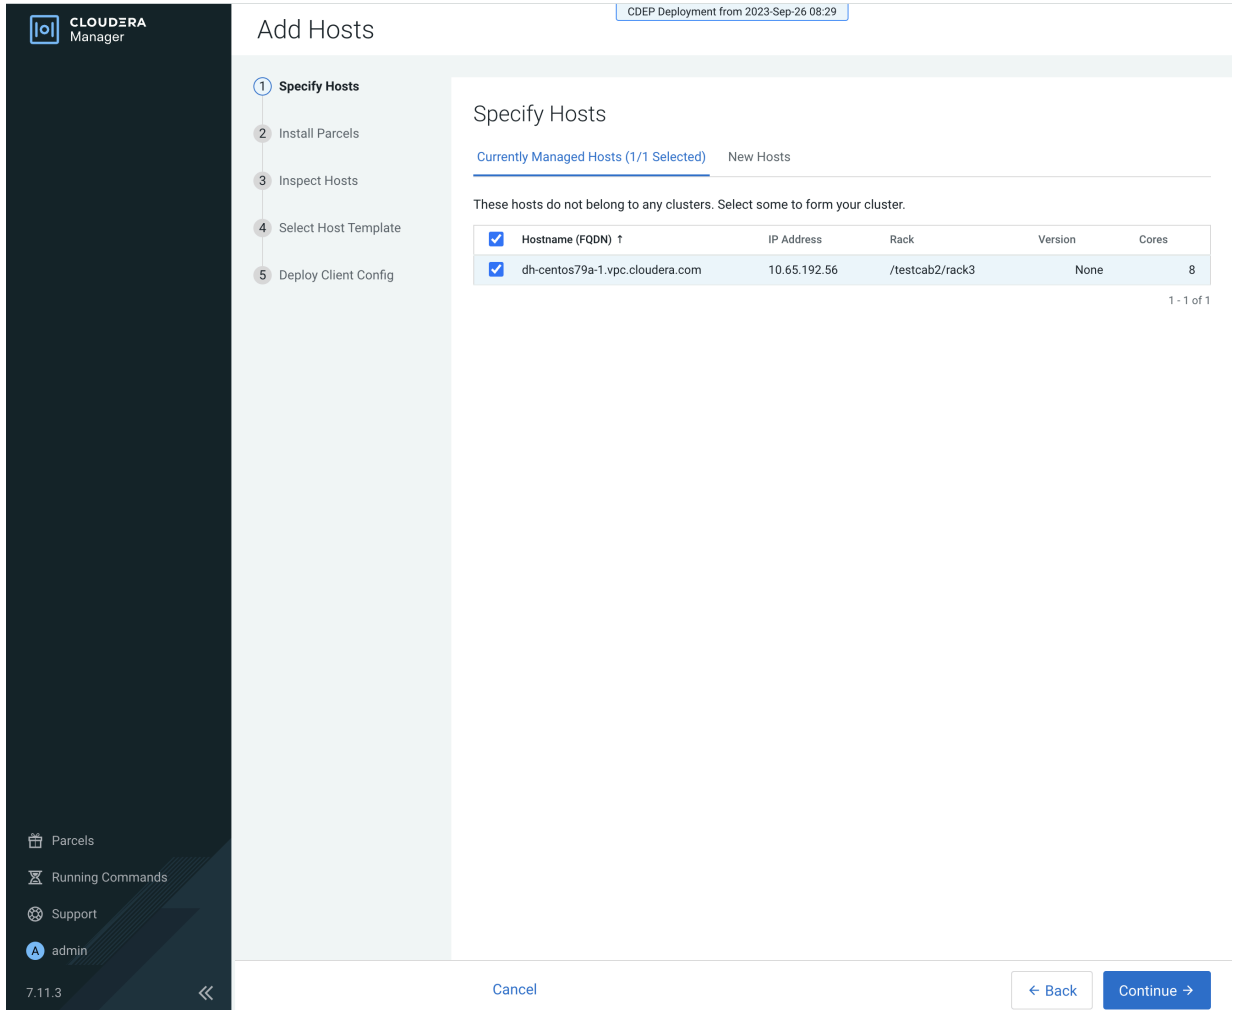 CLOUDERA
Manager
Add Hosts
CDEP Deployment from 2023-Sep-26 08:29
1 Specify Hosts
2 Install Parcels
3 Inspect Hosts
4 Select Host Template
5 Deploy Client Config
Specify Hosts
Currently Managed Hosts (1/1 Selected) New Hosts
These hosts do not belong to any clusters. Select some to form your cluster.
Hostname (FQDN) ↑ IP Address Rack Version Cores
dh-centos79a-1.vpc.cloudera.com 10.65.192.56 /testcab2/rack3 None 8
1 - 1 of 1
Parcels
Running Commands
Support
A admin
7.11.3
Cancel ← Back Continue →